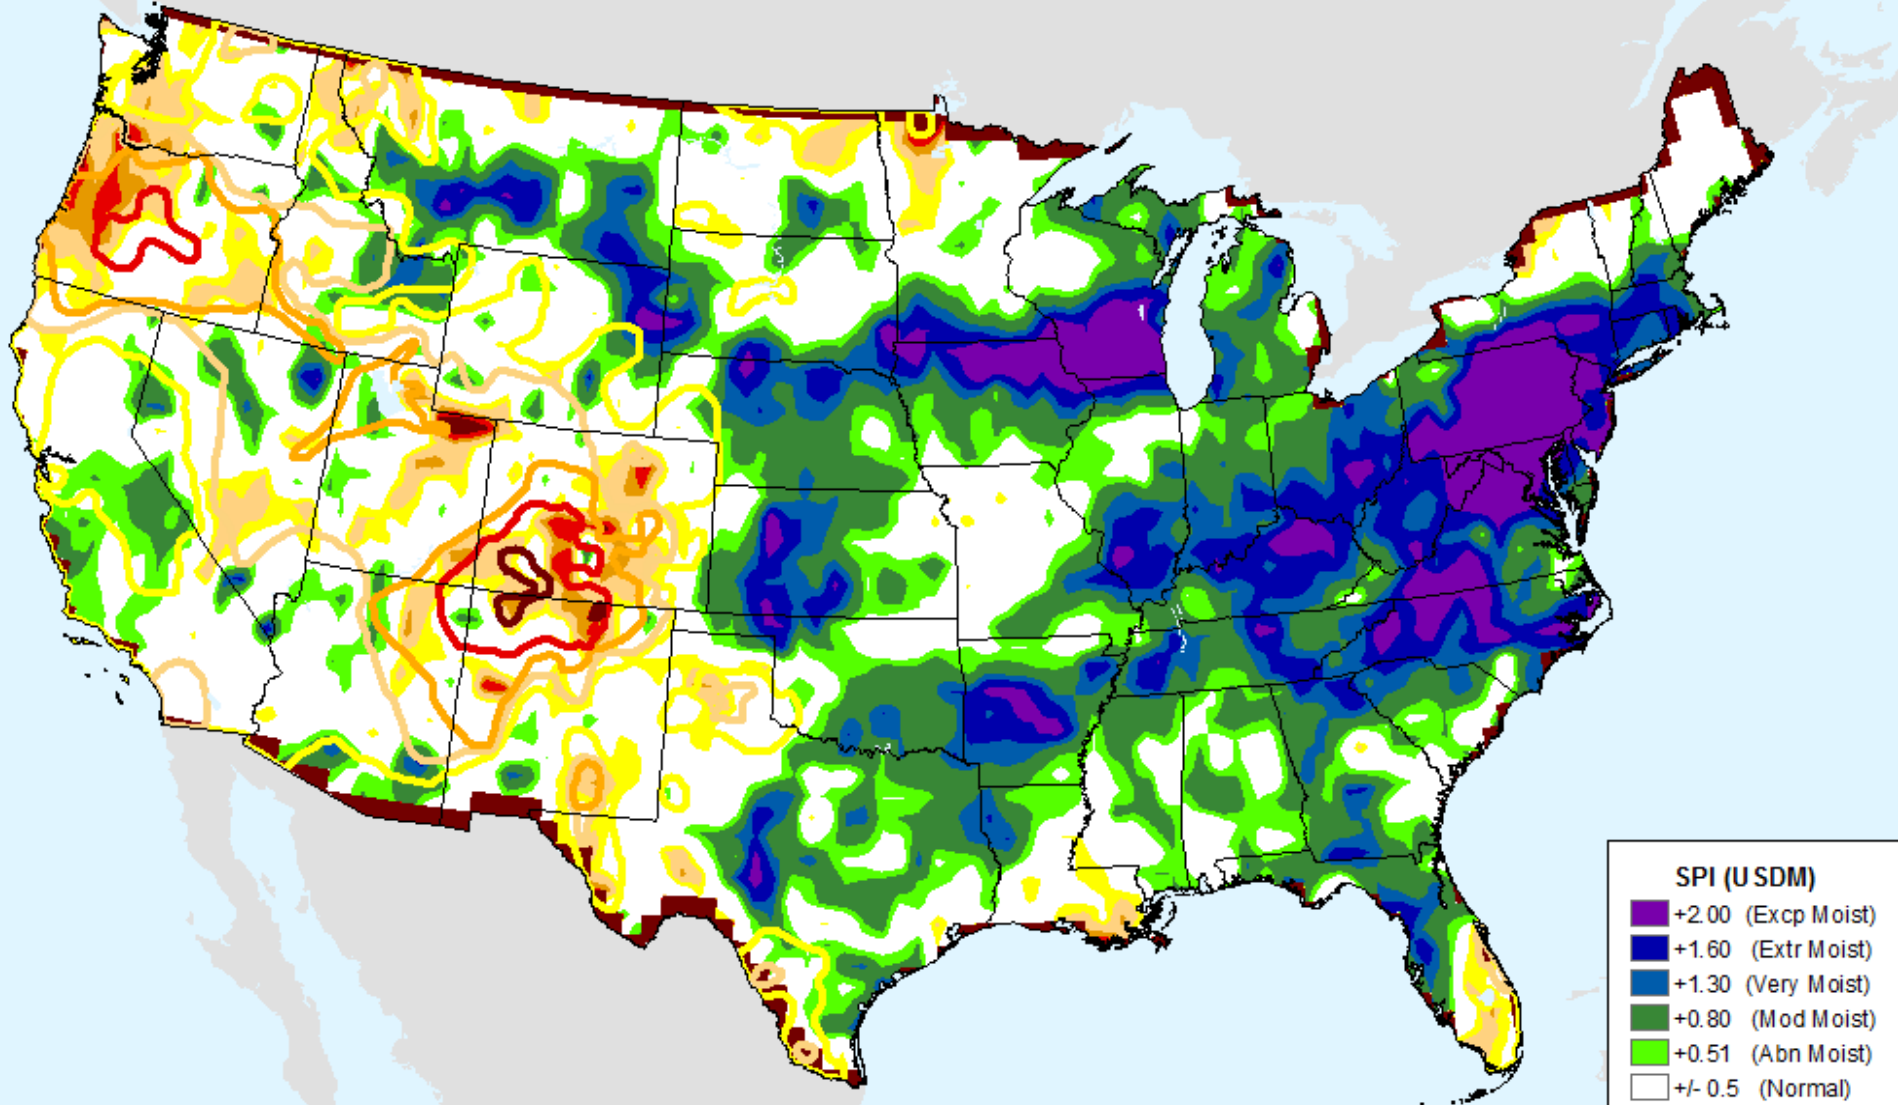 SPI (USDM)
+2.00 (Excp Moist)
+1.60 (Extr Moist)
+1.30 (Very Moist)
+0.80 (Mod Moist)
+0.51 (Abn Moist)
+/- 0.5 (Normal)